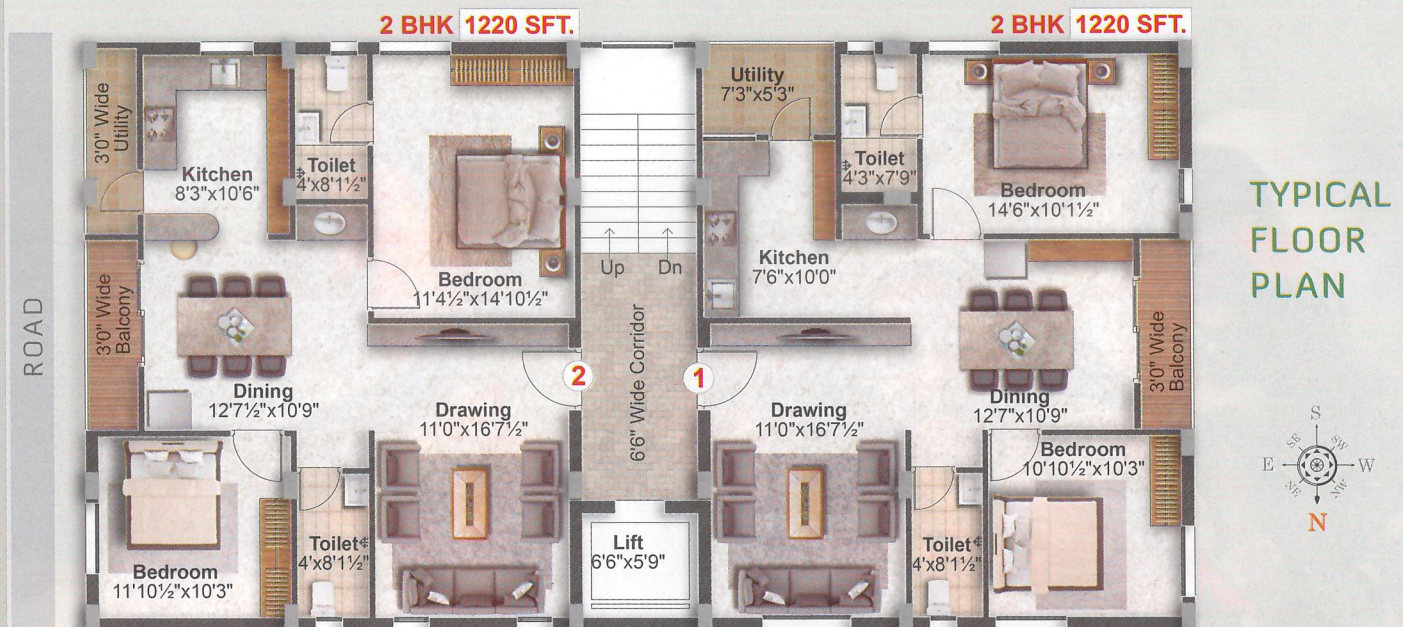 2 BHK 1220 SFT.
2 BHK 1220 SFT.
3'0" Wide
Utility
Kitchen
8'3"x10'6"
Toilet
4'x8'1½"
Bedroom
11'4½"x14'10½"
Up
Dn
Utility
7'3"x5'3"
Kitchen
7'6"x10'0"
Toilet
4'3"x7'9"
Bedroom
14'6"x10'1½"
TYPICAL
FLOOR
PLAN
ROAD
3'0" Wide
Balcony
Dining
12'7½"x10'9"
Drawing
11'0"x16'7½"
2
6'6" Wide Corridor
1
Drawing
11'0"x16'7½"
Dining
12'7"x10'9"
3'0" Wide
Balcony
Bedroom
11'10½"x10'3"
Toilet
4'x8'1½"
Lift
6'6"x5'9"
Toilet
4'x8'1½"
Bedroom
10'10½"x10'3"
S
SE
SW
E
W
NE
NW
N